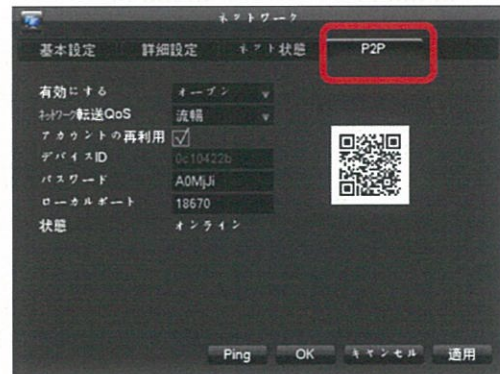 ネットワーク
基本設定 詳細設定 ネット状態 P2P
有効にする オープン
ネットワーク転送QoS 流暢
アカウントの再利用
デバイスID 0c10422b
パスワード A0MjJi
ローカルポート 18670
状態 オンライン
Ping OK キャンセル 適用